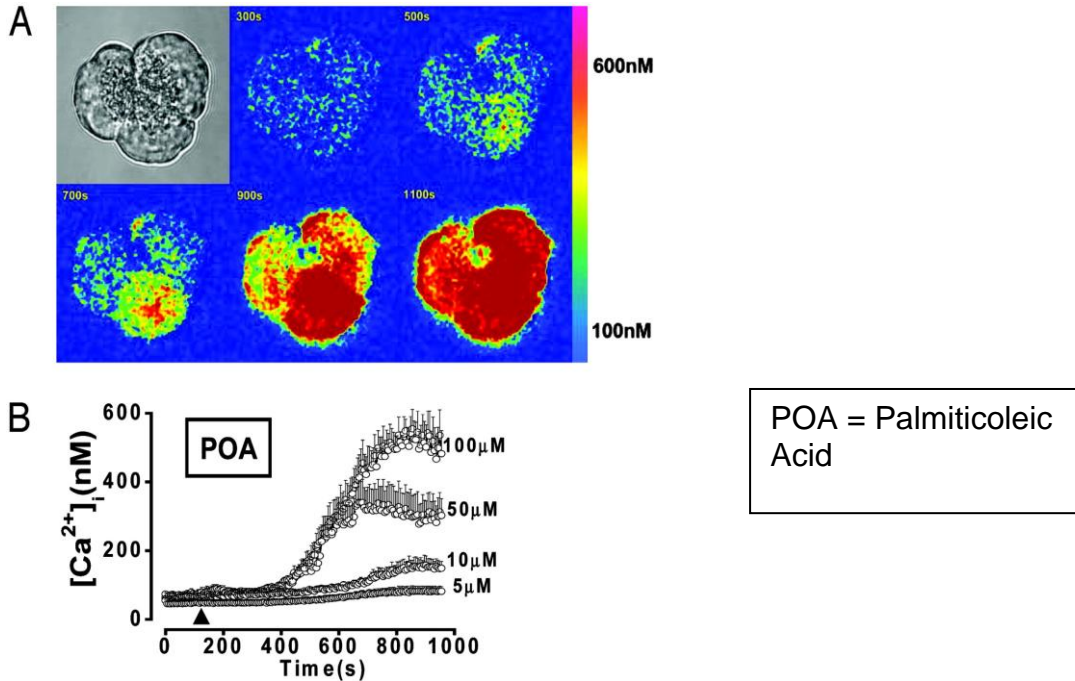 A
300s
500s
600nM
700s
900s
1100s
100nM
B
[Ca2+]i(nM)
600
400
200
0
POA
100μM
50μM
10μM
5μM
0 200 400 600 800 1000
Time(s)
POA = Palmiticoleic
Acid